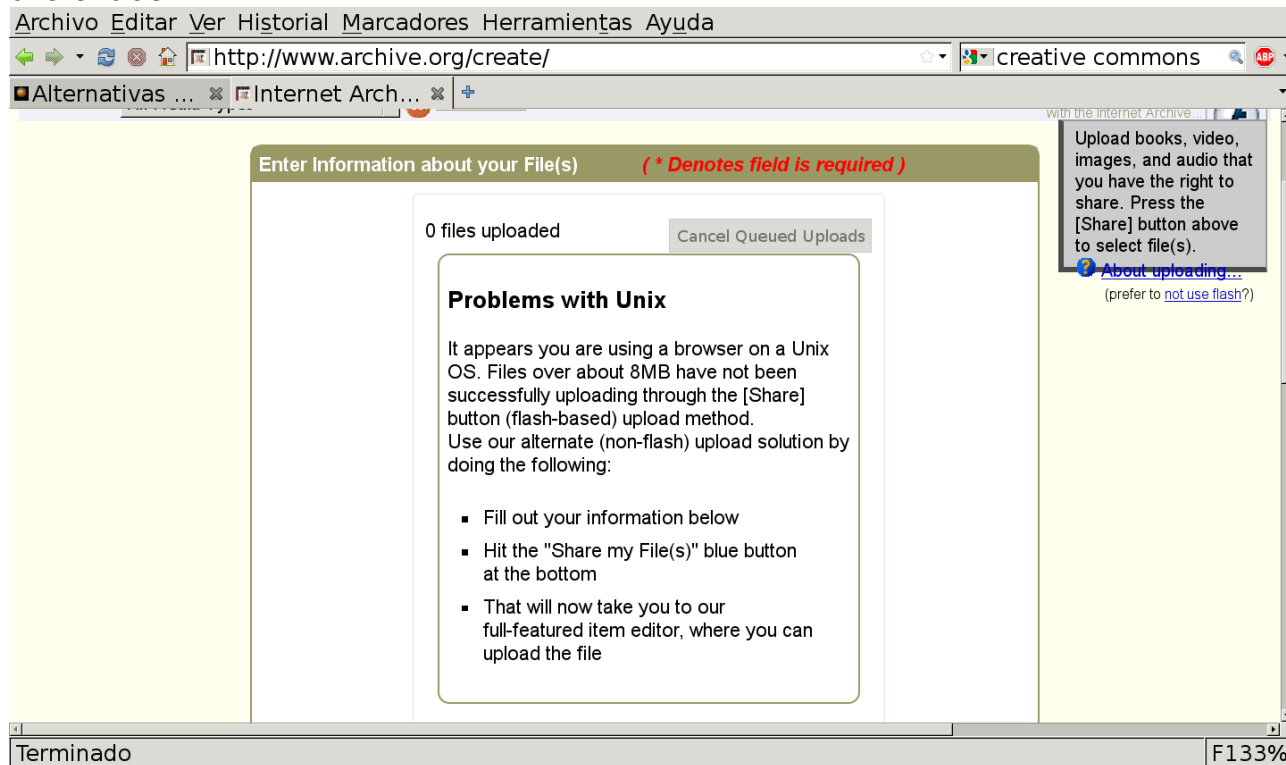 Archivo Editar Ver Historial Marcadores Herramientas Ayuda
http://www.archive.org/create/ creative commons ABP
Alternativas ... Internet Arch...
with the Internet Archive...
Enter Information about your File(s) ( * Denotes field is required )
Upload books, video,
images, and audio that
you have the right to
share. Press the
[Share] button above
to select file(s).
About uploading...
(prefer to not use flash?)
0 files uploaded Cancel Queued Uploads
Problems with Unix
It appears you are using a browser on a Unix
OS. Files over about 8MB have not been
successfully uploading through the [Share]
button (flash-based) upload method.
Use our alternate (non-flash) upload solution by
doing the following:
Fill out your information below
Hit the "Share my File(s)" blue button
at the bottom
That will now take you to our
full-featured item editor, where you can
upload the file
Terminado F133%